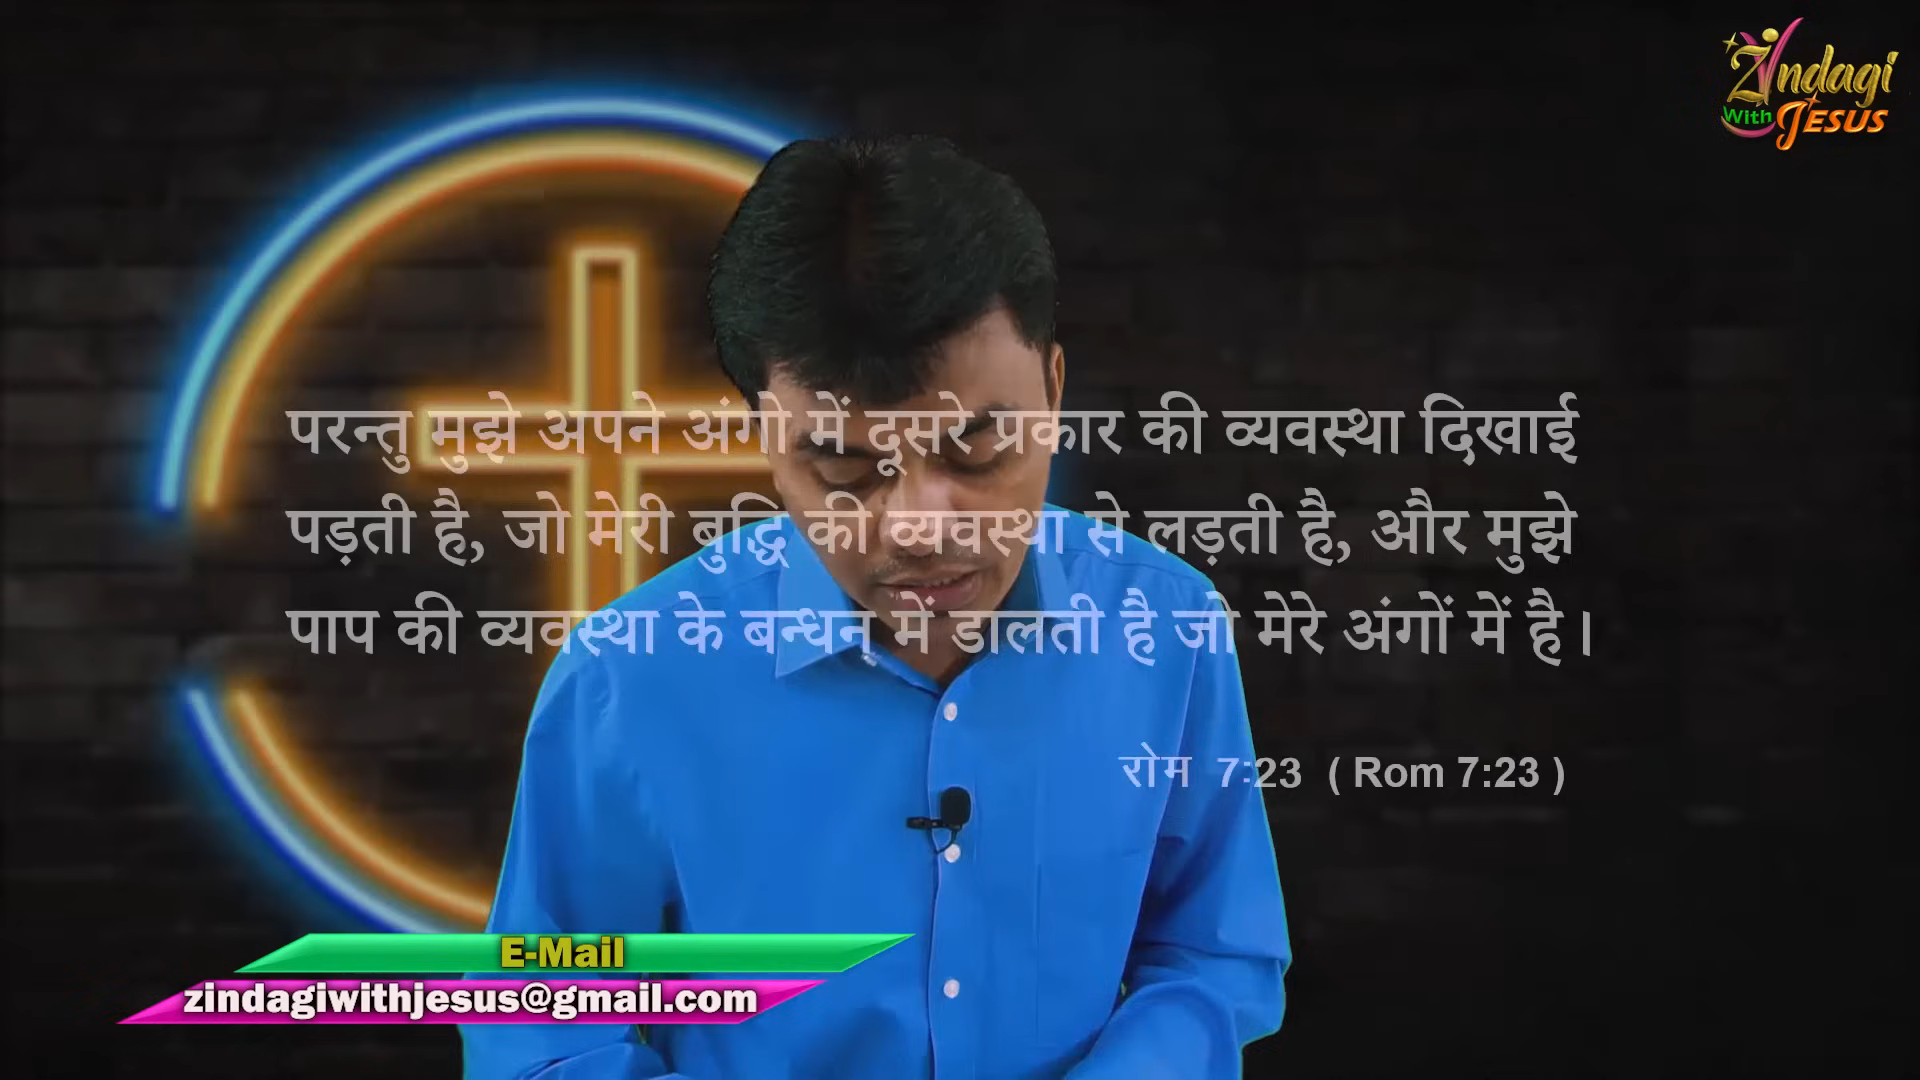 Zindagi
With JESUS
परन्तु मुझे अपने अंगो में दूसरे प्रकार की व्यवस्था दिखाई
पड़ती है, जो मेरी बुद्धि की व्यवस्था से लड़ती है, और मुझे
पाप की व्यवस्था के बन्धन् में डालती है जो मेरे अंगों में है।
रोम 7:23 ( Rom 7:23 )
E-Mail
zindagiwithjesus@gmail.com